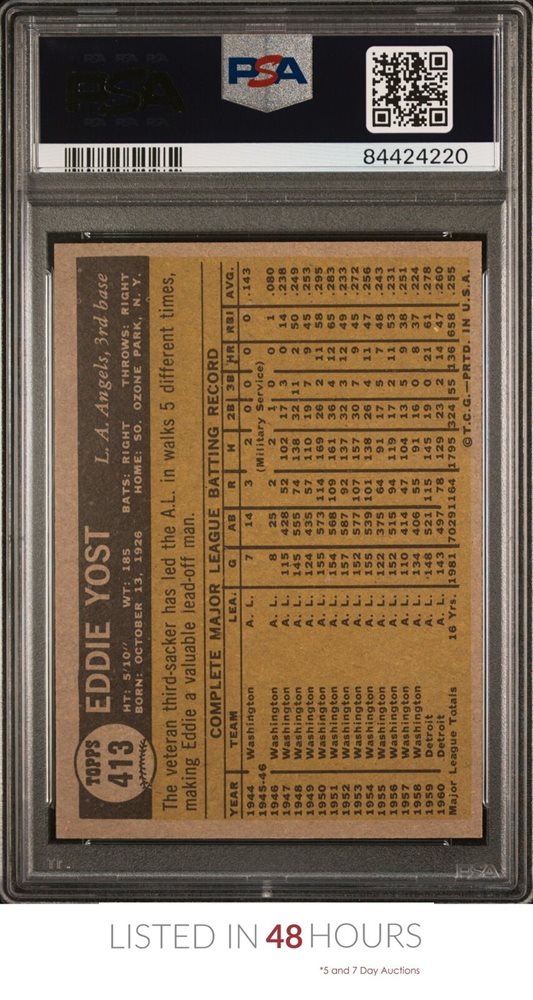 PSA
PSA
84424220
TOPPS
413
EDDIE YOST
L. A. Angels, 3rd base
HT: 5'10" WT: 185 BATS: RIGHT THROWS: RIGHT
BORN: OCTOBER 13, 1926 HOME: SO. OZONE PARK, N. Y.
The veteran third-sacker has led the A.L. in walks 5 different times,
making Eddie a valuable lead-off man.
COMPLETE MAJOR LEAGUE BATTING RECORD
YEAR TEAM LEA. G AB R H 2B 3B HR RBI AVG.
1944 Washington A. L. 7 14 3 2 0 0 0 0 .143
1945-46 (Military Service)
1946 Washington A. L. 8 25 2 2 1 0 0 1 .080
1947 Washington A. L. 115 428 52 102 17 3 0 14 .238
1948 Washington A. L. 145 555 74 138 32 11 2 50 .249
1949 Washington A. L. 124 435 57 110 19 7 9 45 .253
1950 Washington A. L. 155 573 114 169 26 2 11 58 .295
1951 Washington A. L. 154 568 109 161 36 4 12 65 .283
1952 Washington A. L. 157 587 92 137 32 3 12 49 .233
1953 Washington A. L. 152 577 107 157 30 7 9 45 .272
1954 Washington A. L. 155 539 101 138 26 4 11 47 .256
1955 Washington A. L. 122 375 64 91 17 5 7 48 .243
1956 Washington A. L. 152 515 94 119 17 2 11 53 .231
1957 Washington A. L. 110 414 47 104 13 5 9 38 .251
1958 Washington A. L. 134 406 55 91 16 0 8 37 .224
1959 Detroit A. L. 148 521 115 145 19 0 21 61 .278
1960 Detroit A. L. 143 497 78 129 23 2 14 47 .260
Major League Totals 16 Yrs. 1981 7029 1164 1795 324 55 136 658 .255
©T.C.G.—PRTD. IN U.S.A.
PSA
LISTED IN 48 HOURS
*5 and 7 Day Auctions